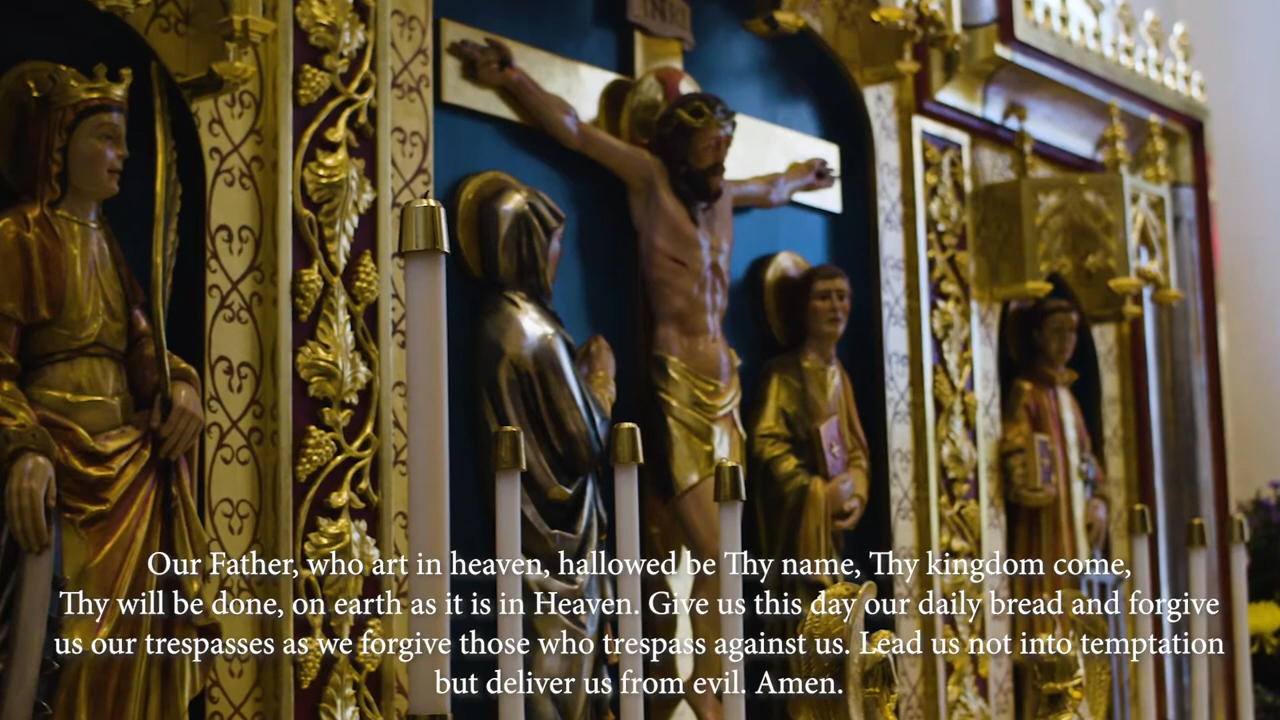 INRI
Our Father, who art in heaven, hallowed be Thy name, Thy kingdom come,
Thy will be done, on earth as it is in Heaven. Give us this day our daily bread and forgive
us our trespasses as we forgive those who trespass against us. Lead us not into temptation
but deliver us from evil. Amen.